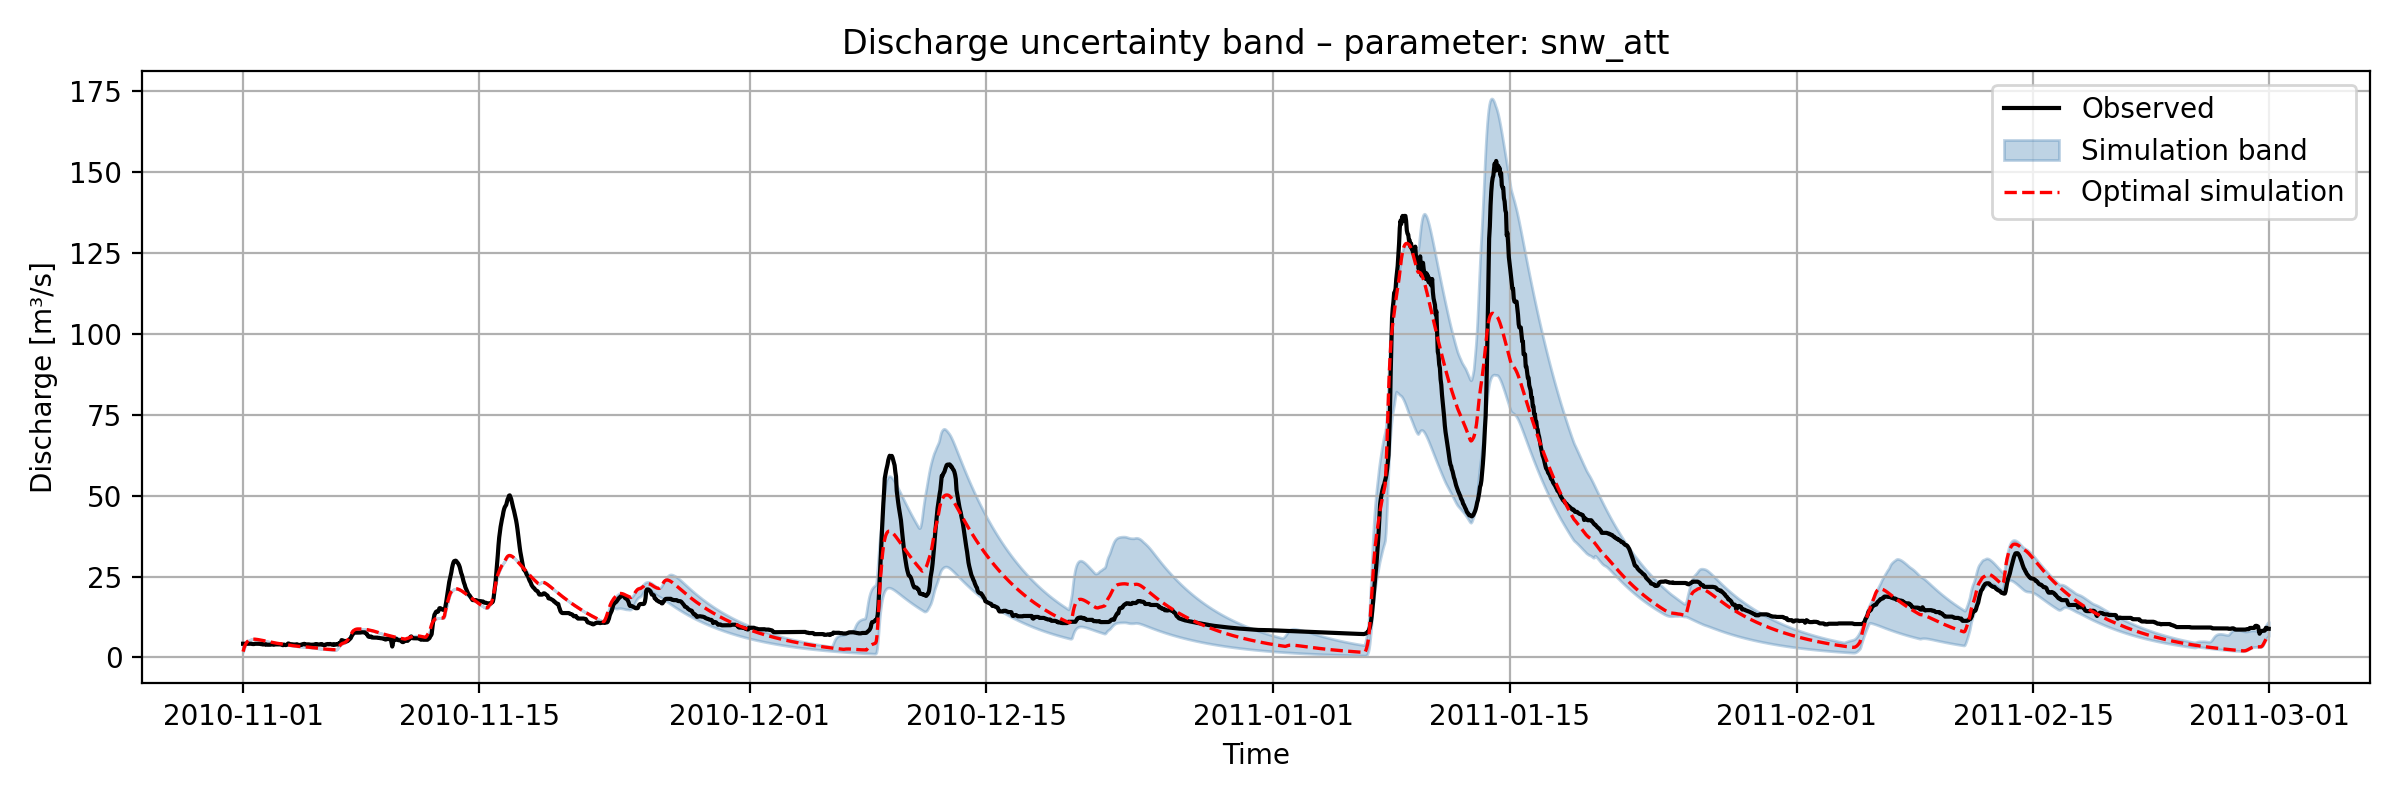 Discharge uncertainty band – parameter: snw_att
175
150
125
100
75
50
25
0
Discharge [m³/s]
Observed
Simulation band
Optimal simulation
2010-11-01 2010-11-15 2010-12-01 2010-12-15 2011-01-01 2011-01-15 2011-02-01 2011-02-15 2011-03-01
Time